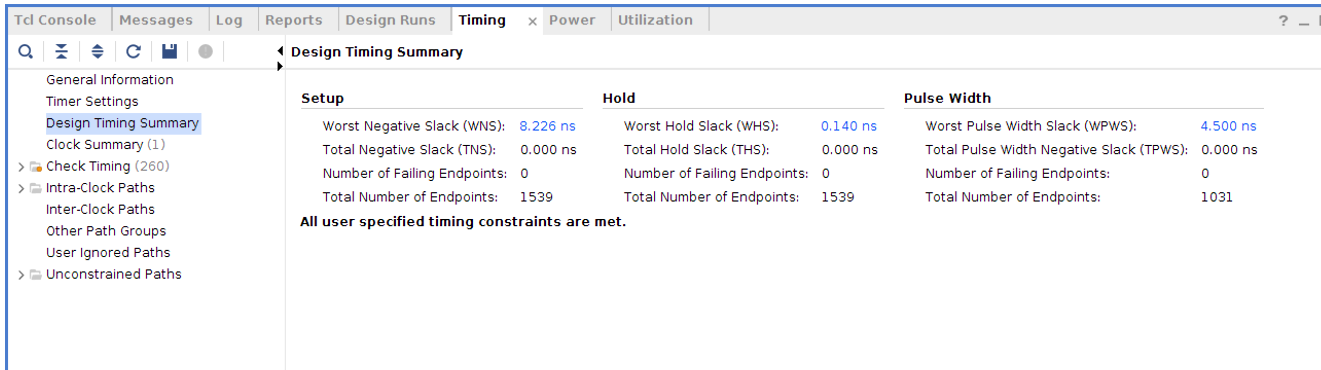 Tcl Console Messages Log Reports Design Runs Timing × Power Utilization ? _
Design Timing Summary
General Information
Timer Settings
Design Timing Summary
Clock Summary (1)
Check Timing (260)
Intra-Clock Paths
Inter-Clock Paths
Other Path Groups
User Ignored Paths
Unconstrained Paths
Setup Hold Pulse Width
Worst Negative Slack (WNS): 8.226 ns Worst Hold Slack (WHS): 0.140 ns Worst Pulse Width Slack (WPWS): 4.500 ns
Total Negative Slack (TNS): 0.000 ns Total Hold Slack (THS): 0.000 ns Total Pulse Width Negative Slack (TPWS): 0.000 ns
Number of Failing Endpoints: 0 Number of Failing Endpoints: 0 Number of Failing Endpoints: 0
Total Number of Endpoints: 1539 Total Number of Endpoints: 1539 Total Number of Endpoints: 1031
All user specified timing constraints are met.